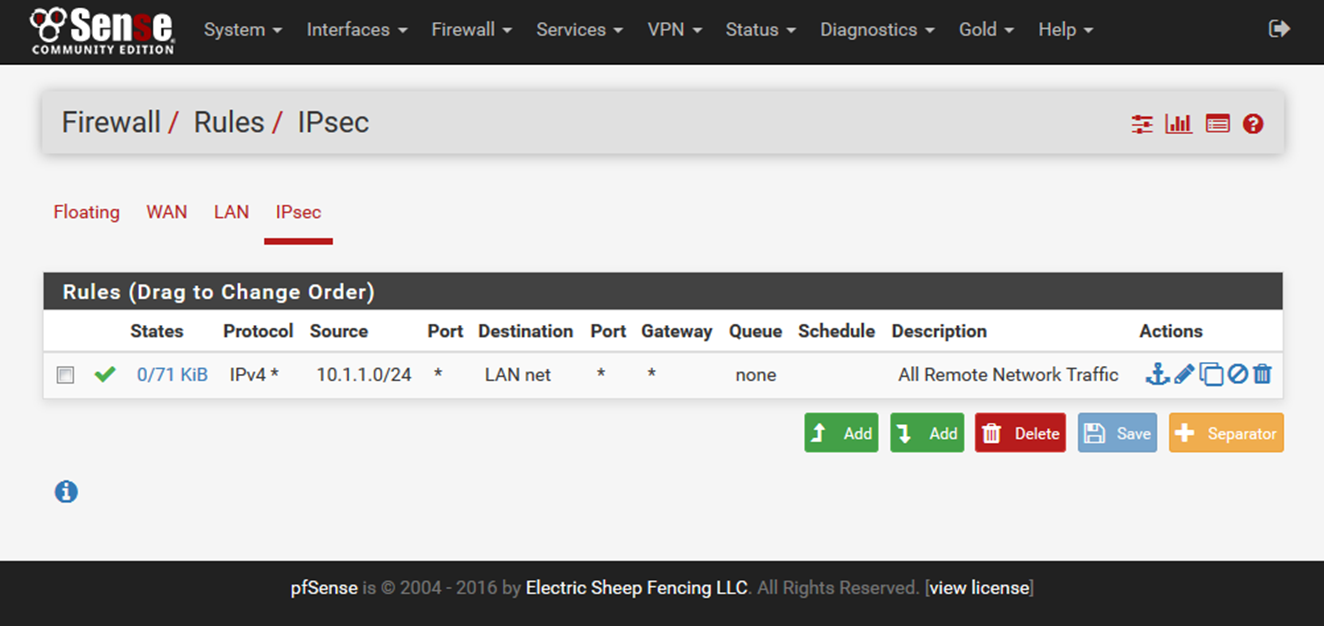 Sense
COMMUNITY EDITION
System Interfaces Firewall Services VPN Status Diagnostics Gold Help
Firewall / Rules / IPsec
Floating WAN LAN IPsec
Rules (Drag to Change Order)
States Protocol Source Port Destination Port Gateway Queue Schedule Description Actions
0/71 KiB IPv4 * 10.1.1.0/24 * LAN net * * none All Remote Network Traffic
Add Add Delete Save Separator
pfSense is © 2004 - 2016 by Electric Sheep Fencing LLC. All Rights Reserved. [view license]